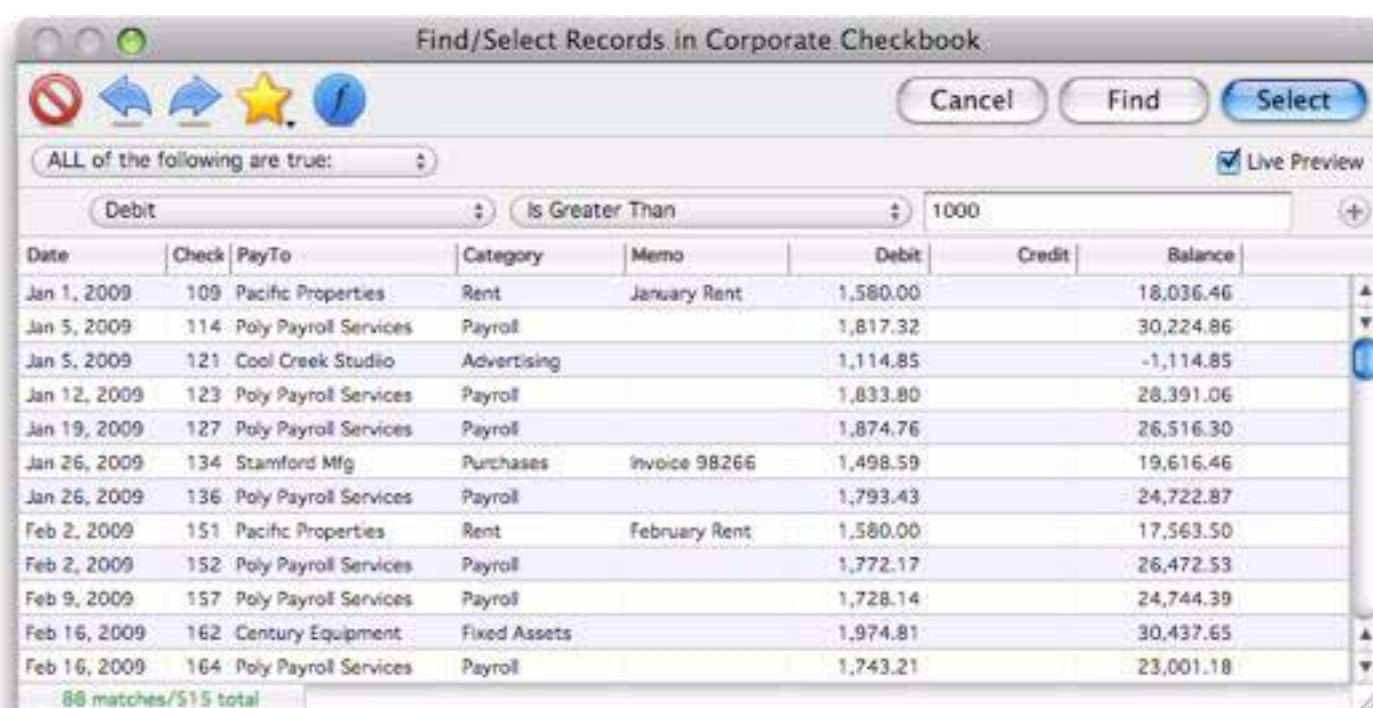 Find/Select Records in Corporate Checkbook
f Cancel Find Select
ALL of the following are true: Live Preview
Debit Is Greater Than 1000 +
Date Check PayTo Category Memo Debit Credit Balance
Jan 1, 2009 109 Pacific Properties Rent January Rent 1,580.00 18,036.46
Jan 5, 2009 114 Poly Payroll Services Payroll 1,817.32 30,224.86
Jan 5, 2009 121 Cool Creek Studiio Advertising 1,114.85 -1,114.85
Jan 12, 2009 123 Poly Payroll Services Payroll 1,833.80 28,391.06
Jan 19, 2009 127 Poly Payroll Services Payroll 1,874.76 26,516.30
Jan 26, 2009 134 Stamford Mfg Purchases Invoice 98266 1,498.59 19,616.46
Jan 26, 2009 136 Poly Payroll Services Payroll 1,793.43 24,722.87
Feb 2, 2009 151 Pacific Properties Rent February Rent 1,580.00 17,563.50
Feb 2, 2009 152 Poly Payroll Services Payroll 1,772.17 26,472.53
Feb 9, 2009 157 Poly Payroll Services Payroll 1,728.14 24,744.39
Feb 16, 2009 162 Century Equipment Fixed Assets 1,974.81 30,437.65
Feb 16, 2009 164 Poly Payroll Services Payroll 1,743.21 23,001.18
88 matches/515 total